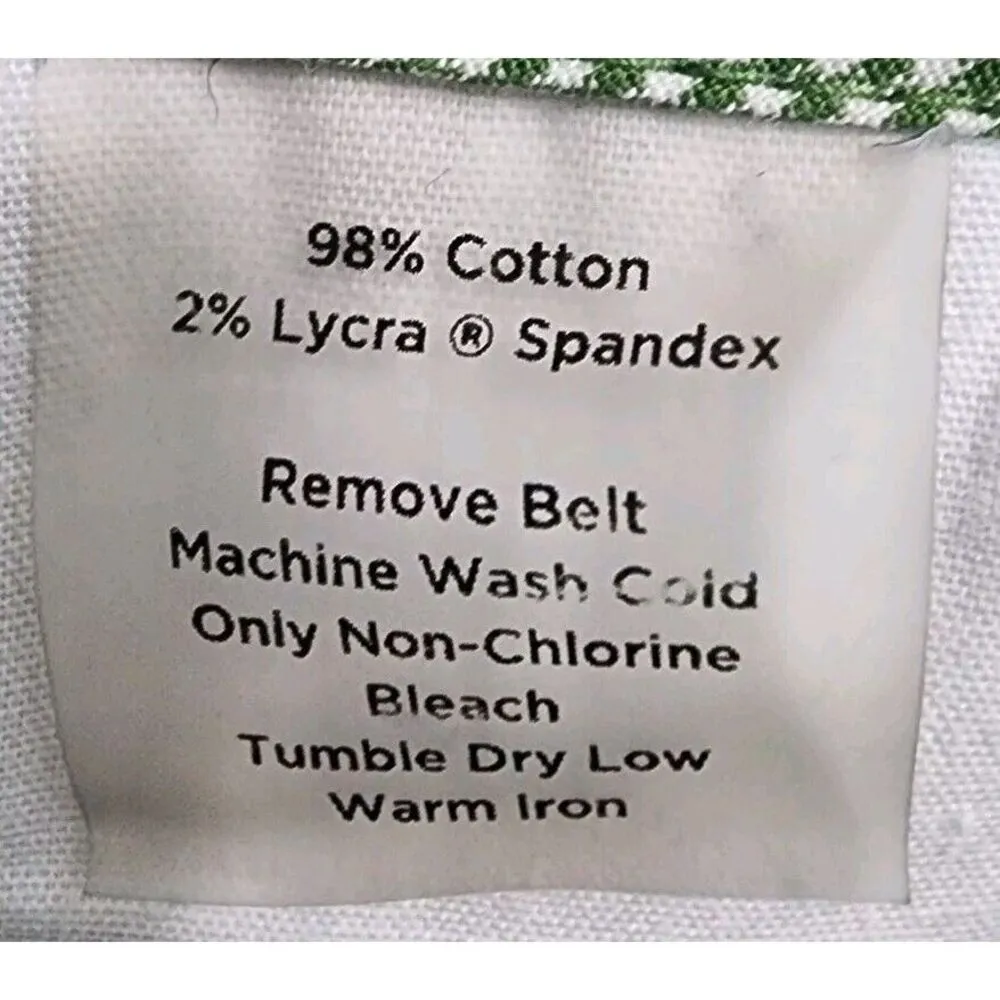 98% Cotton
2% Lycra ® Spandex
Remove Belt
Machine Wash Cold
Only Non-Chlorine
Bleach
Tumble Dry Low
Warm Iron